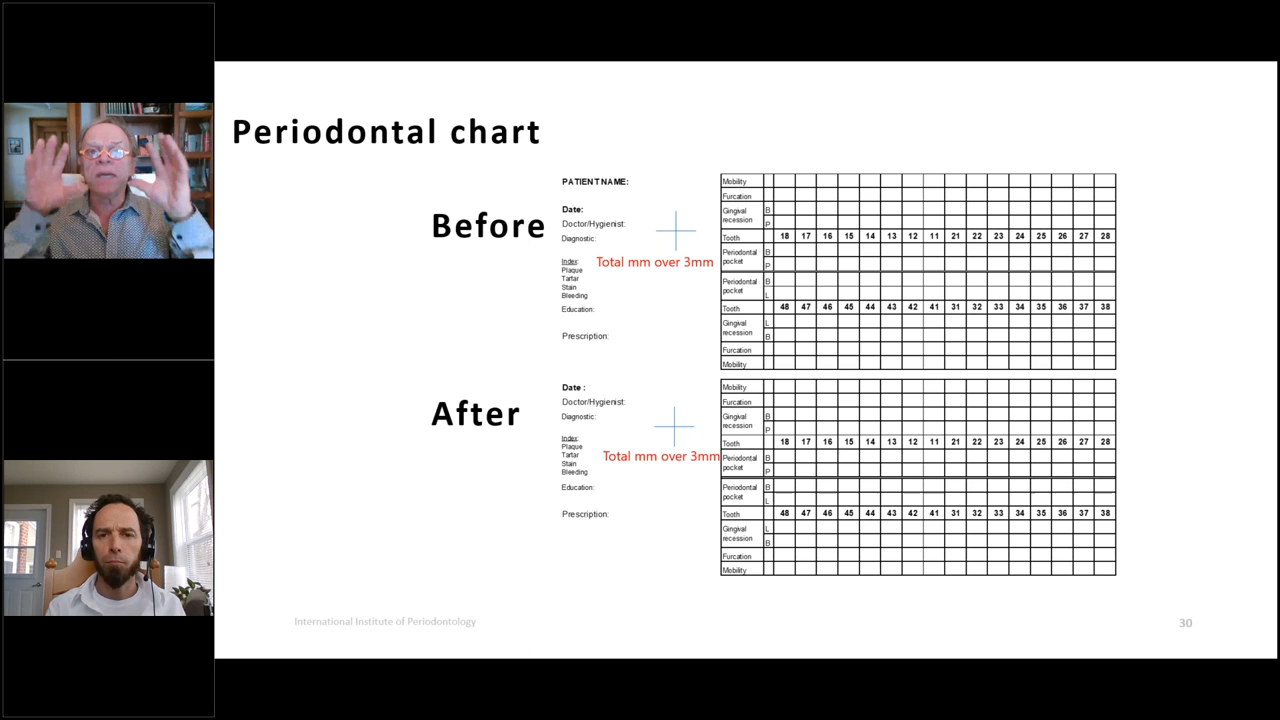 Periodontal chart
Before
PATIENT NAME:
Date:
Doctor/Hygienist:
Diagnostic:
Index:
Total mm over 3mm
Plaque
Tartar
Stain
Bleeding
Education:
Prescription:
Mobility
Furcation
Gingival B
recession P
Tooth 18 17 16 15 14 13 12 11 21 22 23 24 25 26 27 28
Periodontal B
pocket P
Periodontal B
pocket L
Tooth 48 47 46 45 44 43 42 41 31 32 33 34 35 36 37 38
Gingival L
recession B
Furcation
Mobility
After
Date :
Doctor/Hygienist:
Diagnostic:
Index:
Plaque
Tartar
Total mm over 3mm
Stain
Bleeding
Education:
Prescription:
Mobility
Furcation
Gingival B
recession P
Tooth 18 17 16 15 14 13 12 11 21 22 23 24 25 26 27 28
Periodontal B
pocket P
Periodontal B
pocket L
Tooth 48 47 46 45 44 43 42 41 31 32 33 34 35 36 37 38
Gingival L
recession B
Furcation
Mobility
International Institute of Periodontology
30